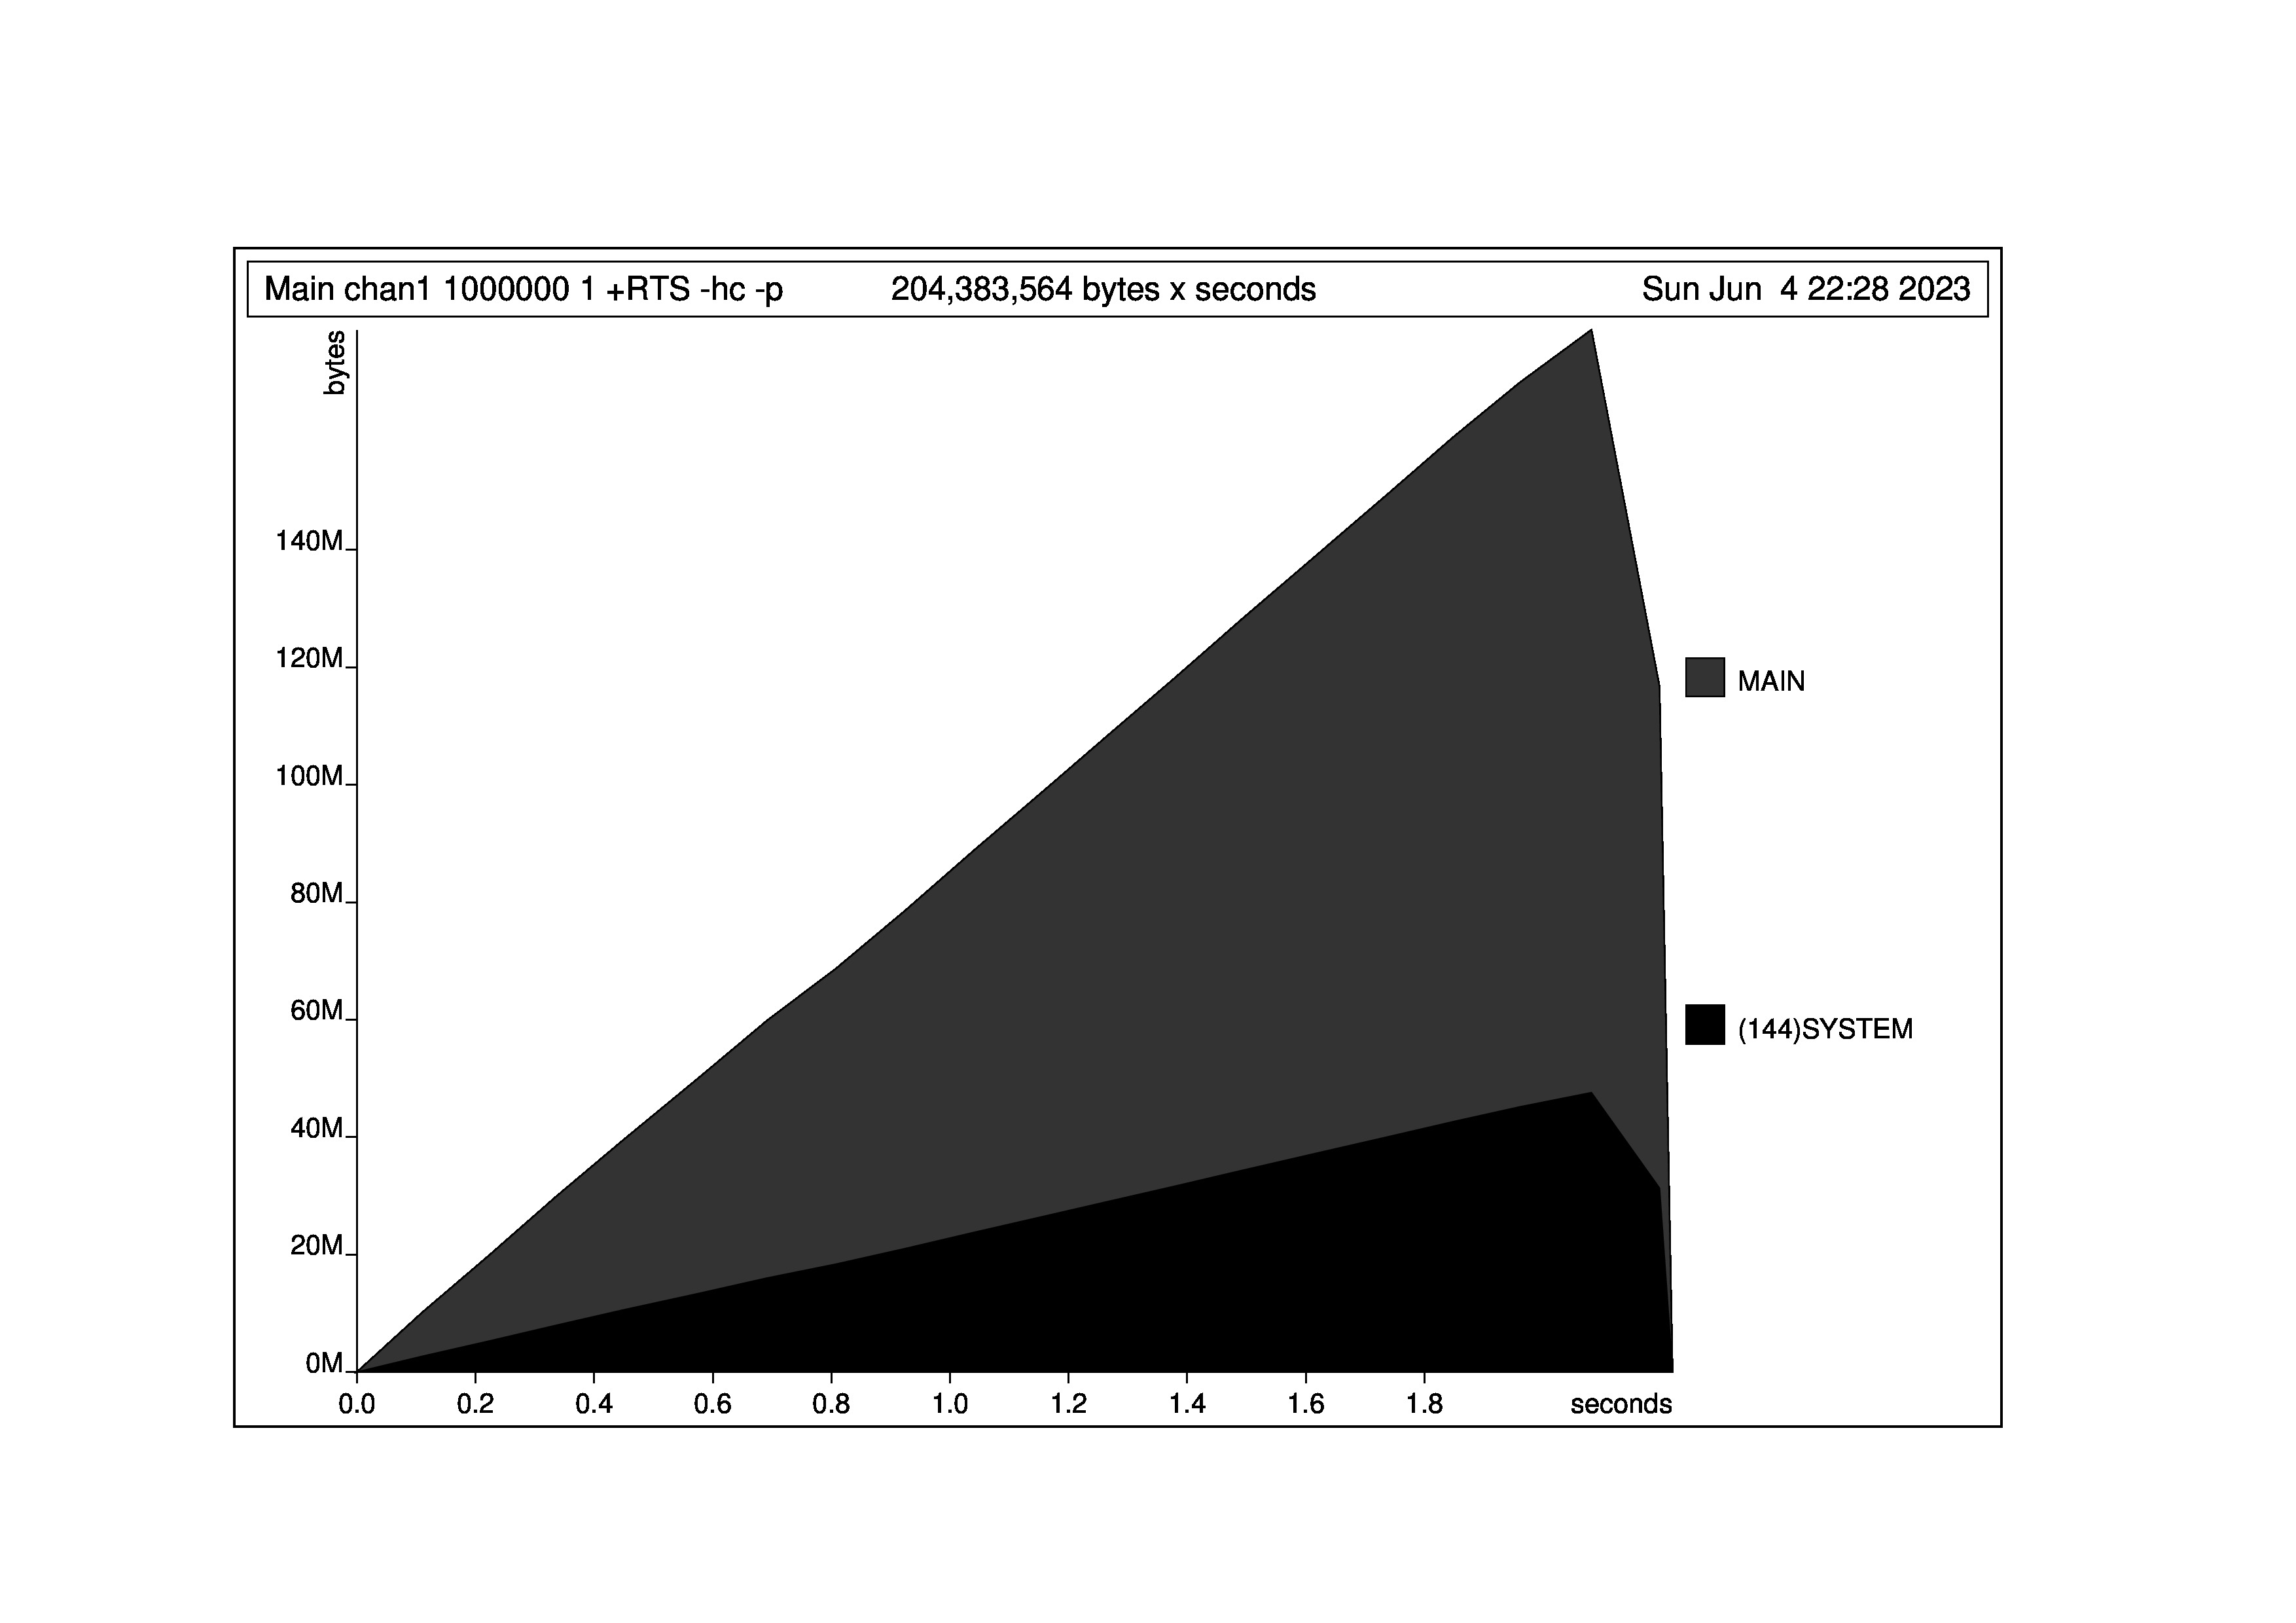 Main chan1 1000000 1 +RTS -hc -p 204,383,564 bytes x seconds Sun Jun  4 22:28 2023
bytes
140M
120M
100M
80M
60M
40M
20M
0M
0.0 0.2 0.4 0.6 0.8 1.0 1.2 1.4 1.6 1.8 seconds
MAIN
(144)SYSTEM